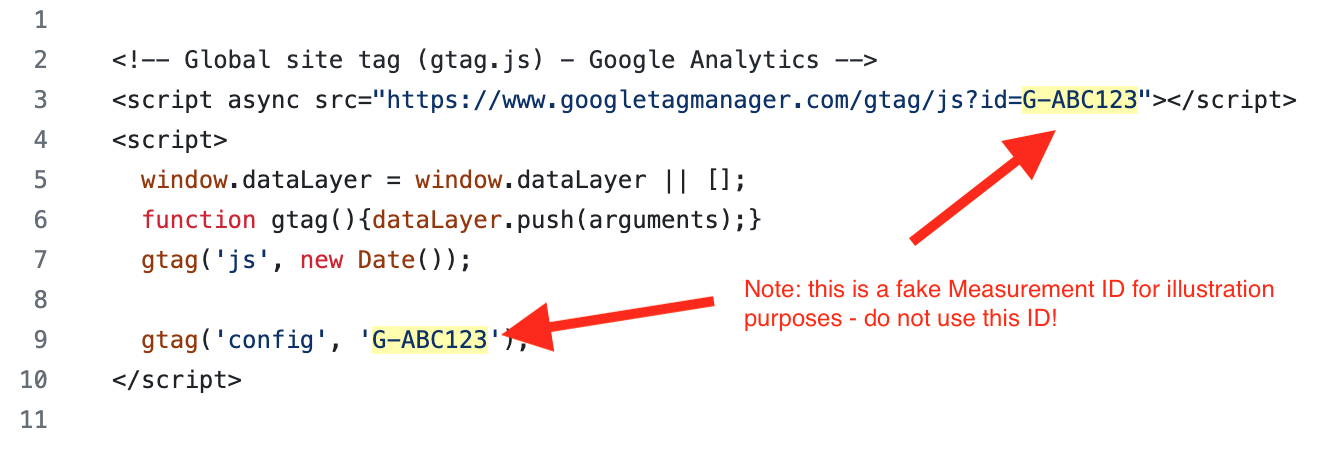 1
2 <!-- Global site tag (gtag.js) - Google Analytics -->
3 <script async src="https://www.googletagmanager.com/gtag/js?id=G-ABC123"></script>
4 <script>
5 window.dataLayer = window.dataLayer || [];
6 function gtag(){dataLayer.push(arguments);}
7 gtag('js', new Date());
8
Note: this is a fake Measurement ID for illustration
purposes - do not use this ID!
9 gtag('config', 'G-ABC123');
10 </script>
11